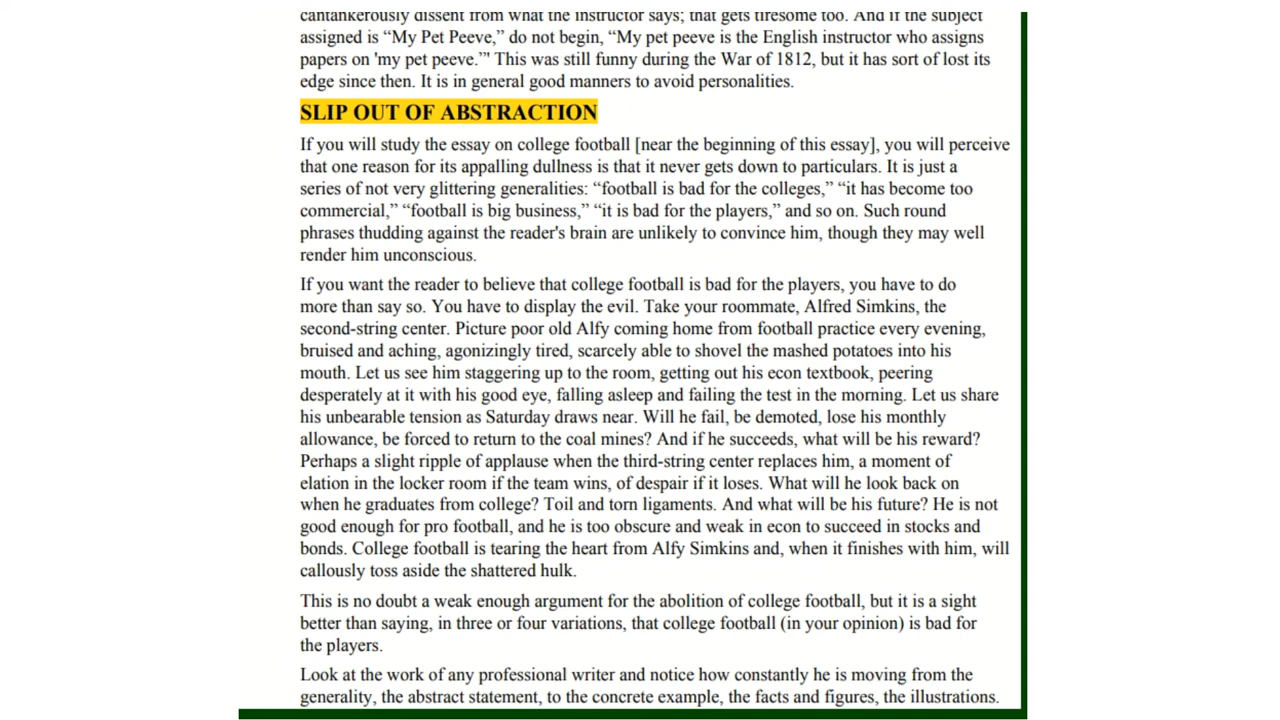 cantankerously dissent from what the instructor says; that gets tiresome too. And if the subject
assigned is “My Pet Peeve,” do not begin, “My pet peeve is the English instructor who assigns
papers on 'my pet peeve.”' This was still funny during the War of 1812, but it has sort of lost its
edge since then. It is in general good manners to avoid personalities.
SLIP OUT OF ABSTRACTION
If you will study the essay on college football [near the beginning of this essay], you will perceive
that one reason for its appalling dullness is that it never gets down to particulars. It is just a
series of not very glittering generalities: “football is bad for the colleges,” “it has become too
commercial,” “football is big business,” “it is bad for the players,” and so on. Such round
phrases thudding against the reader's brain are unlikely to convince him, though they may well
render him unconscious.
If you want the reader to believe that college football is bad for the players, you have to do
more than say so. You have to display the evil. Take your roommate, Alfred Simkins, the
second-string center. Picture poor old Alfy coming home from football practice every evening,
bruised and aching, agonizingly tired, scarcely able to shovel the mashed potatoes into his
mouth. Let us see him staggering up to the room, getting out his econ textbook, peering
desperately at it with his good eye, falling asleep and failing the test in the morning. Let us share
his unbearable tension as Saturday draws near. Will he fail, be demoted, lose his monthly
allowance, be forced to return to the coal mines? And if he succeeds, what will be his reward?
Perhaps a slight ripple of applause when the third-string center replaces him, a moment of
elation in the locker room if the team wins, of despair if it loses. What will he look back on
when he graduates from college? Toil and torn ligaments. And what will be his future? He is not
good enough for pro football, and he is too obscure and weak in econ to succeed in stocks and
bonds. College football is tearing the heart from Alfy Simkins and, when it finishes with him, will
callously toss aside the shattered hulk.
This is no doubt a weak enough argument for the abolition of college football, but it is a sight
better than saying, in three or four variations, that college football (in your opinion) is bad for
the players.
Look at the work of any professional writer and notice how constantly he is moving from the
generality, the abstract statement, to the concrete example, the facts and figures, the illustrations.